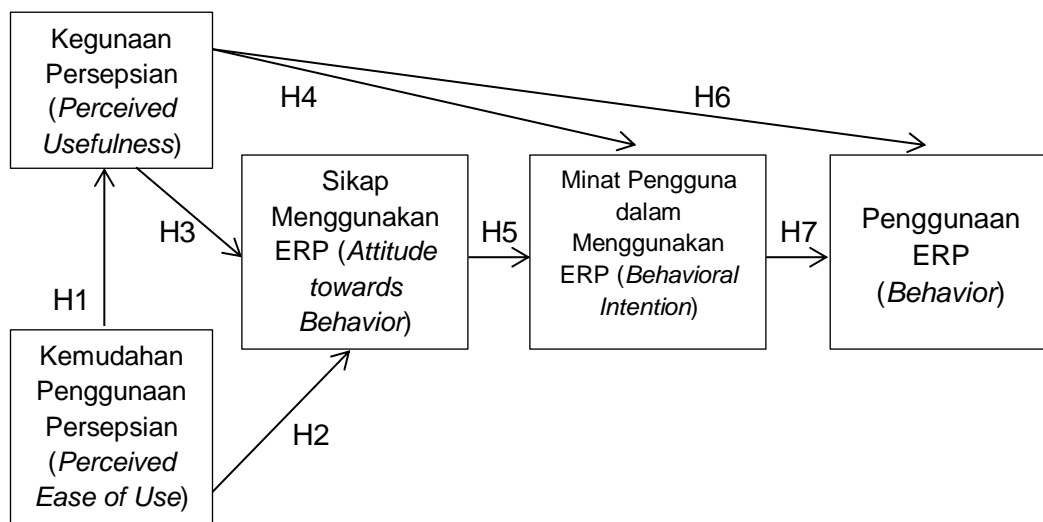 Kegunaan
Persepsian
(Perceived
Usefulness)
H4
H6
H3
Sikap
Menggunakan
ERP (Attitude
towards
Behavior)
H5
Minat Pengguna
dalam
Menggunakan
ERP (Behavioral
Intention)
H7
Penggunaan
ERP
(Behavior)
H1
Kemudahan
Penggunaan
Persepsian
(Perceived
Ease of Use)
H2